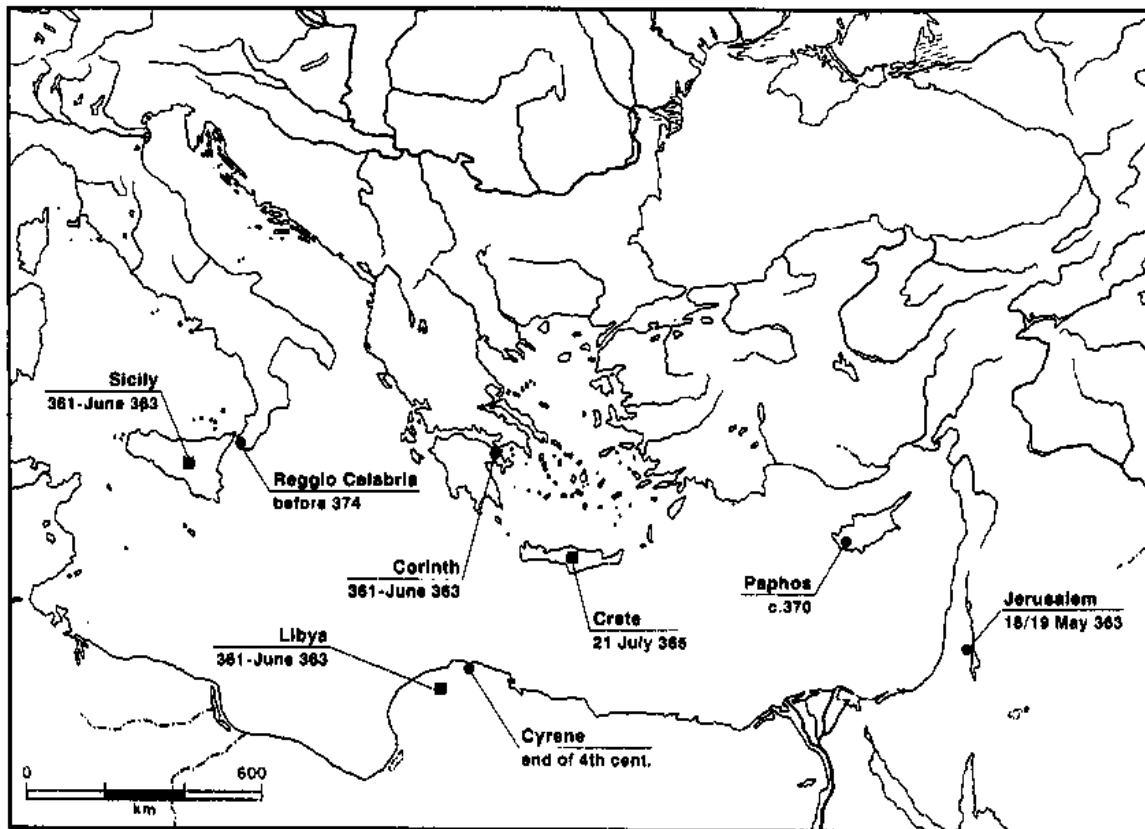 Sicily
361-June 363
Reggio Calabria
before 374
Corinth
361-June 363
Crete
21 July 365
Paphos
c.370
Jerusalem
18/19 May 363
Libya
361-June 363
Cyrene
end of 4th cent.
0 600
km